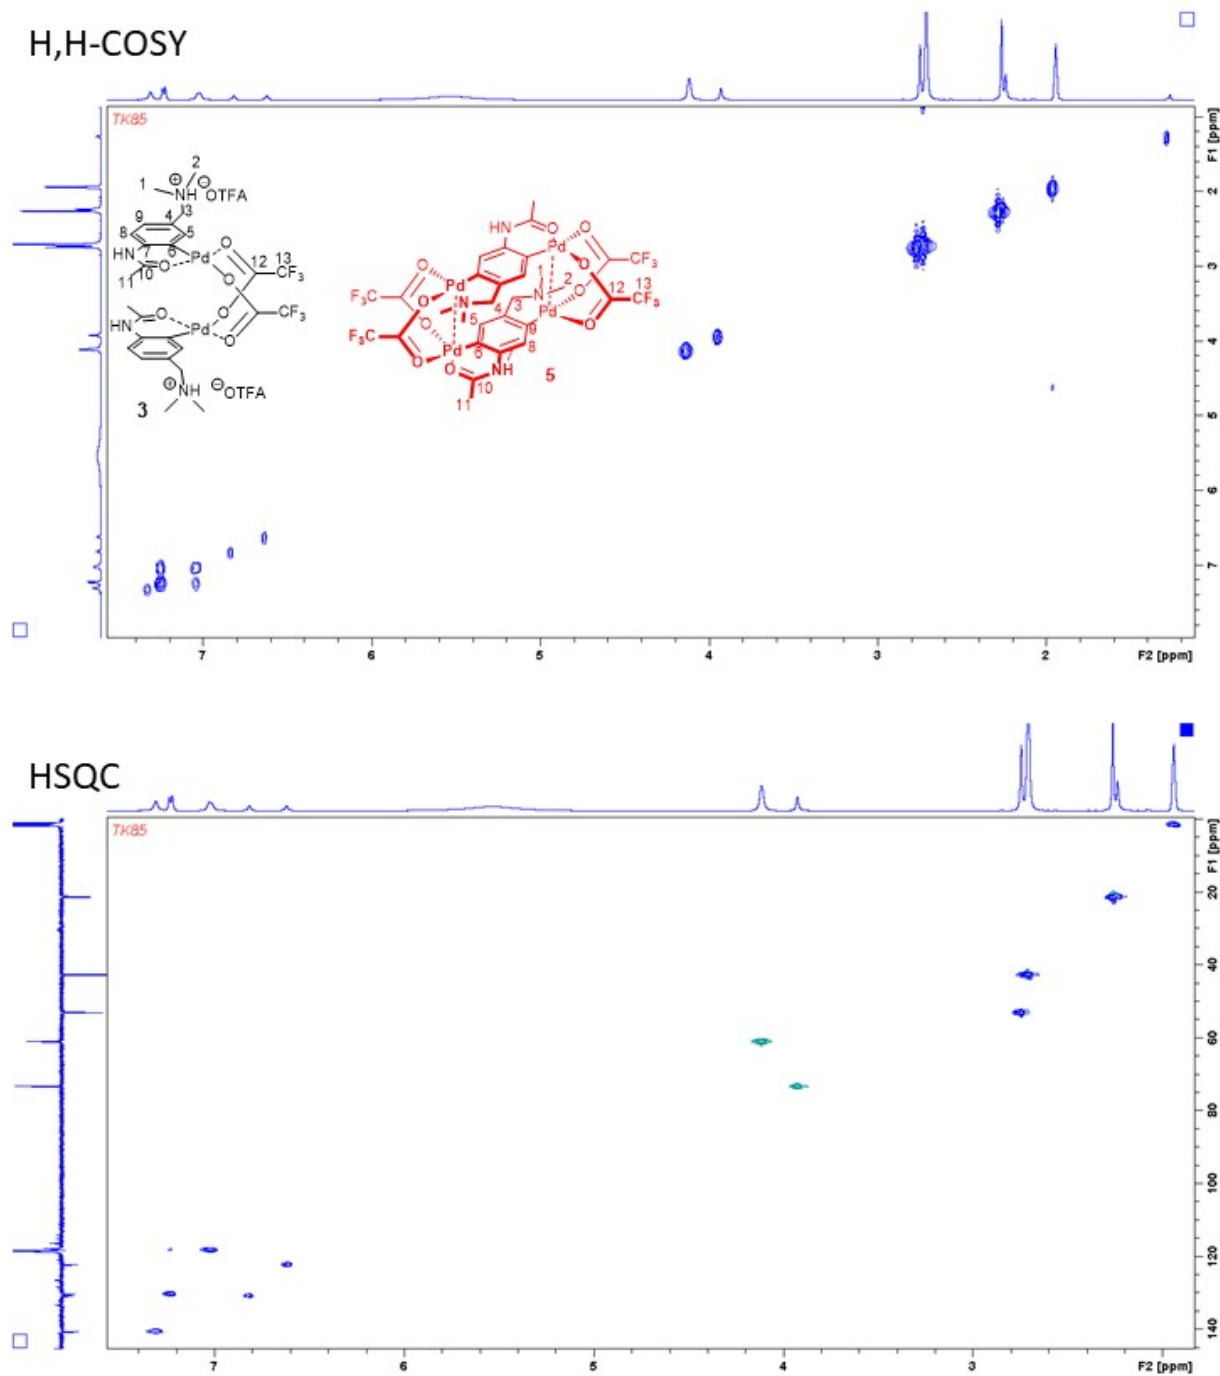 H,H-COSY
TK85
2
1
NH
⊕
⊖OTFA
9
4
3
8
5
6
HN
Pd
O
10
O
11
O
12
13
CF3
O
O
CF3
O
HN
Pd
O
⊕
NH
⊖OTFA
3
HN
O
Pd
O
O
CF3
12
13
CF3
O
1
N
2
3
4
Pd
O
O
F3C
O
Pd
N
5
O
O
F3C
O
Pd
6
9
8
NH
O
10
11
5
F1 [ppm]
2
3
4
5
6
7
7
6
5
4
3
2
F2 [ppm]
HSQC
TK85
F1 [ppm]
20
40
60
80
100
120
140
7
6
5
4
3
F2 [ppm]